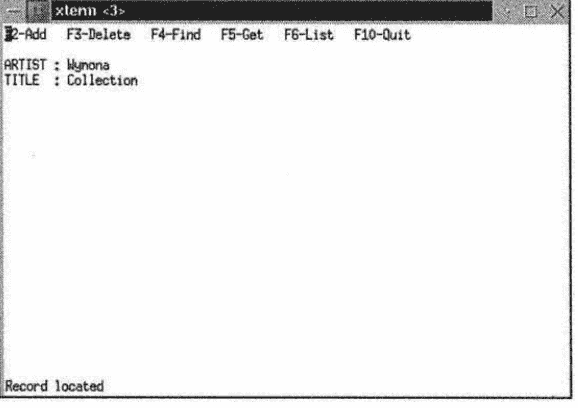 xterm <3>
F2-Add F3-Delete F4-Find F5-Get F6-List F10-Quit
ARTIST : Wynona
TITLE : Collection
Record located